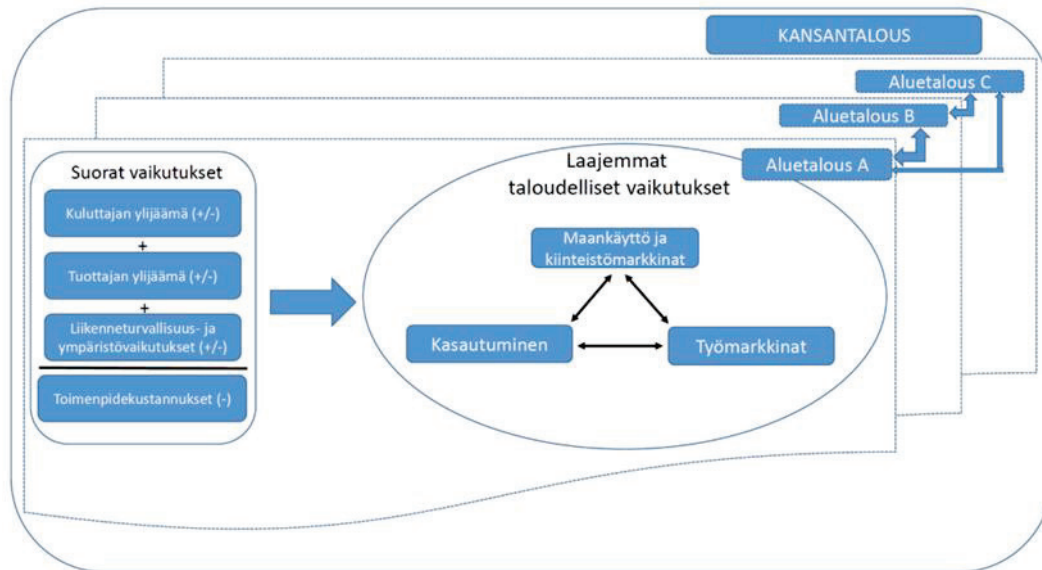 KANSANTALOUS
Aluetalous C
Aluetalous B
Aluetalous A
Suorat vaikutukset
Kuluttajan ylijäämä (+/-)
+
Tuottajan ylijäämä (+/-)
+
Liikenneturvallisuus- ja
ympäristövaikutukset (+/-)
Toimenpidekustannukset (-)
Laajemmat
taloudelliset vaikutukset
Maankäyttö ja
kiinteistömarkkinat
Kasautuminen
Työmarkkinat